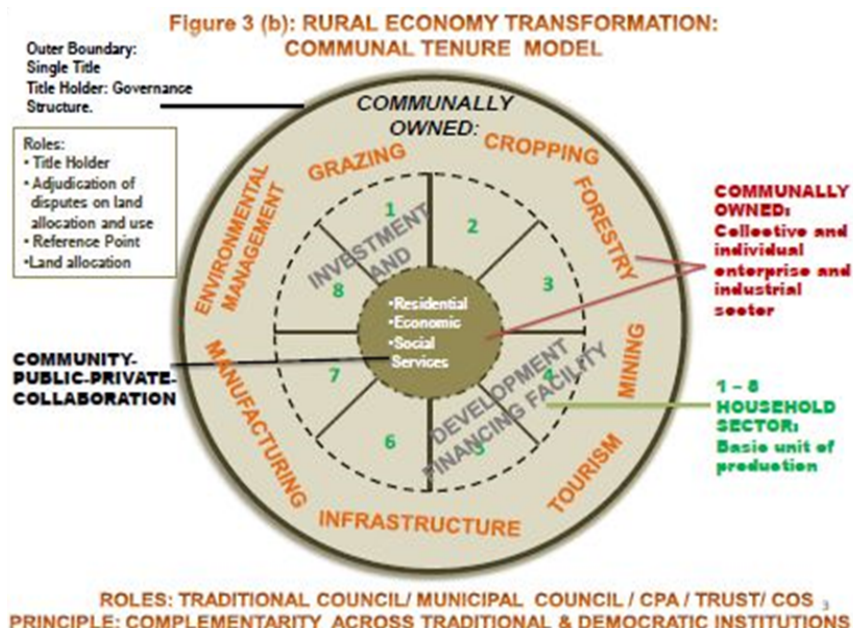 Figure 3 (b): RURAL ECONOMY TRANSFORMATION:
COMMUNAL TENURE MODEL
Outer Boundary:
Single Title
Title Holder: Governance
Structure.
Roles:
• Title Holder
• Adjudication of
disputes on land
allocation and use
• Reference Point
•Land allocation
COMMUNITY-
PUBLIC-PRIVATE-
COLLABORATION
COMMUNALLY
OWNED:
GRAZING
CROPPING
FORESTRY
MINING
TOURISM
INFRASTRUCTURE
MANUFACTURING
ENVIRONMENTAL
MANAGEMENT
1
2
3
4
5
6
7
8
INVESTMENT
AND
DEVELOPMENT
FINANCING FACILITY
•Residential
•Economic
•Social
Services
COMMUNALLY
OWNED:
Collective and
individual
enterprise and
industrial
sector
1 – 8
HOUSEHOLD
SECTOR:
Basic unit of
production
ROLES: TRADITIONAL COUNCIL/ MUNICIPAL COUNCIL / CPA / TRUST/ COS
3
PRINCIPLE: COMPLEMENTARITY ACROSS TRADITIONAL & DEMOCRATIC INSTITUTIONS